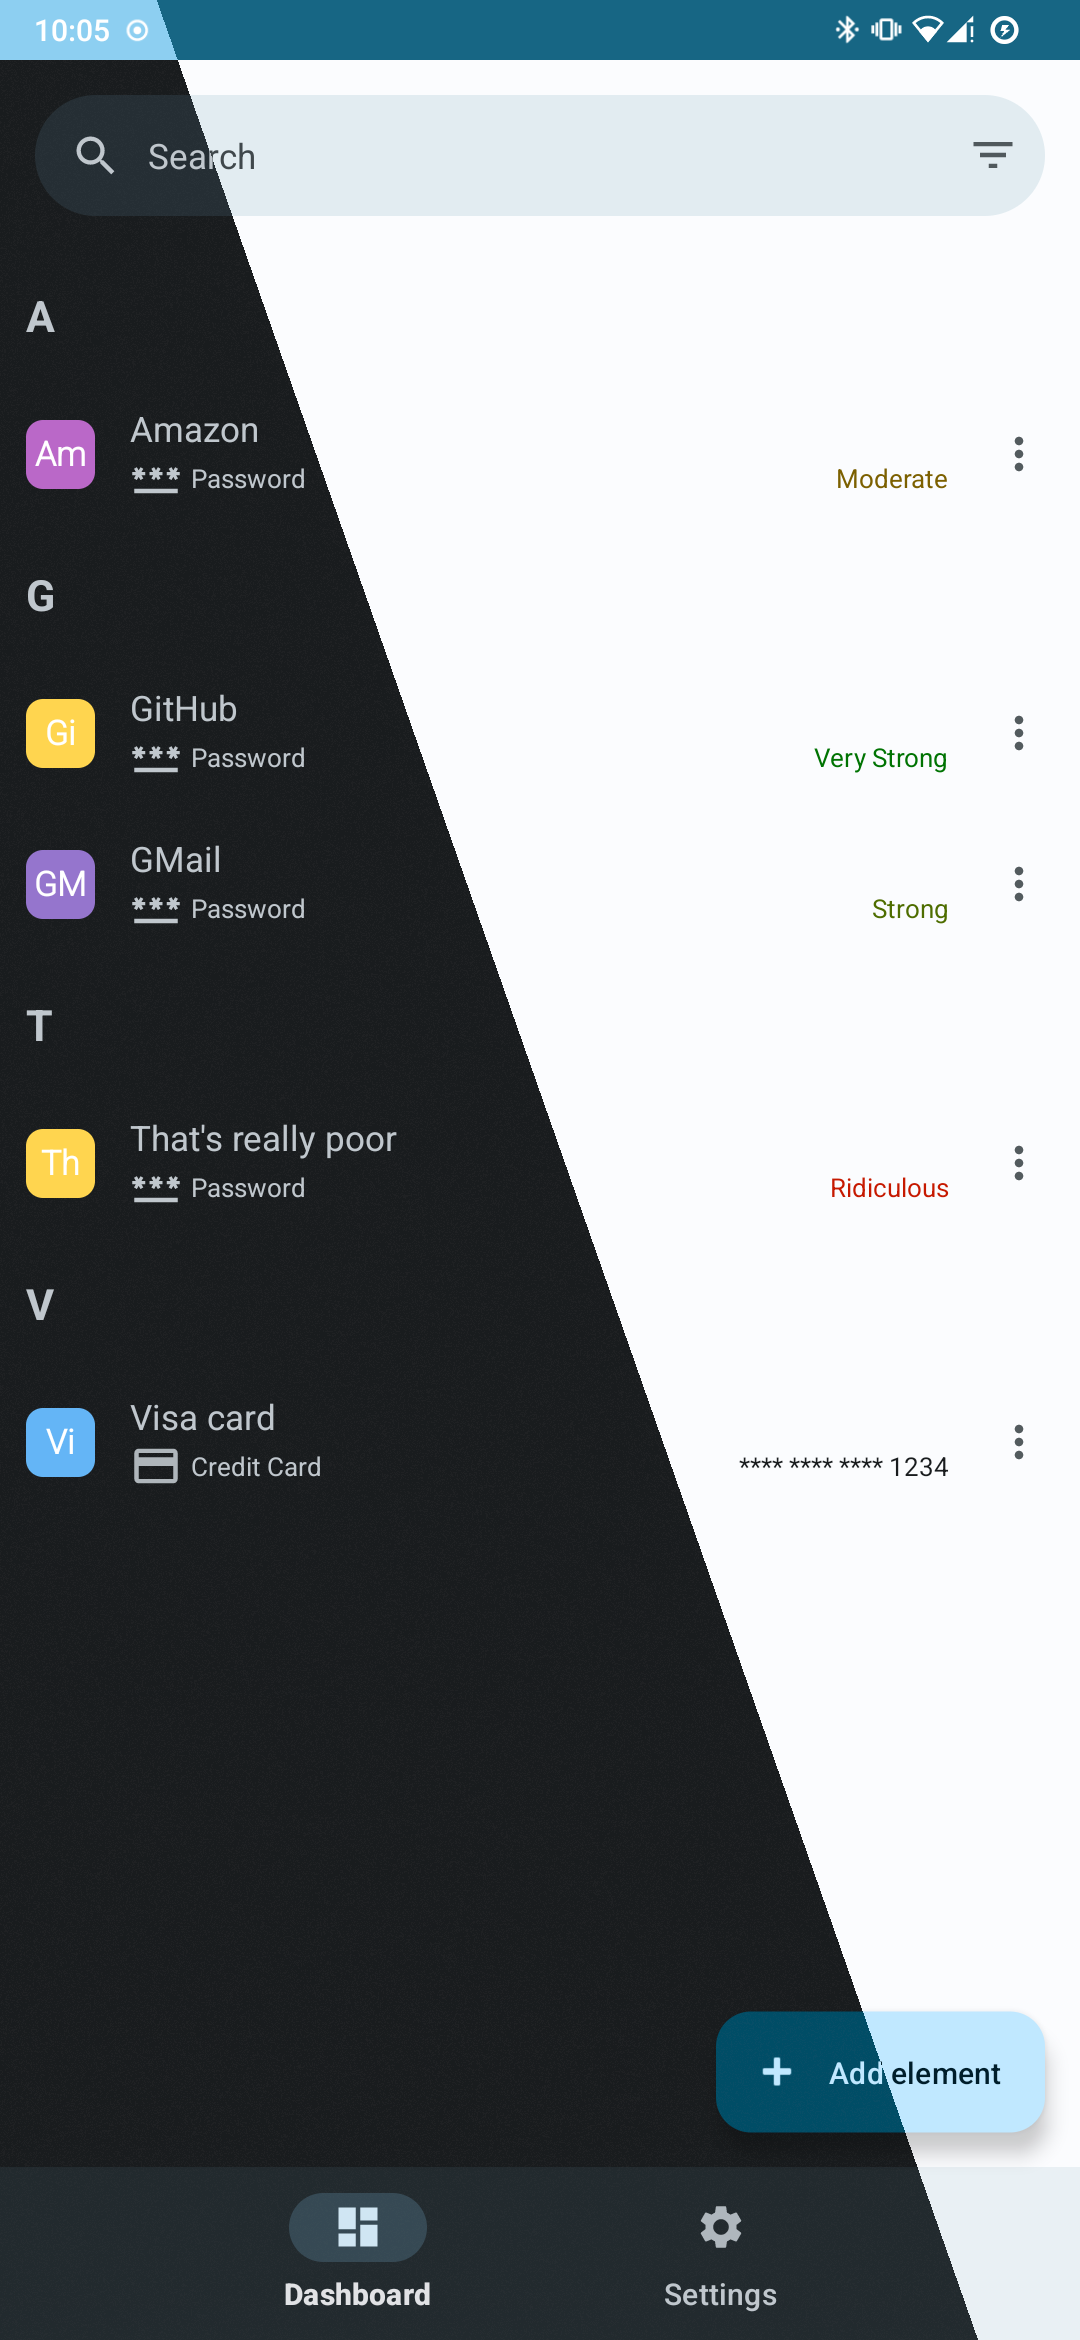 10:05
Search
A
Am
Amazon
*** Password
Moderate
G
Gi
GitHub
*** Password
Very Strong
GM
GMail
*** Password
Strong
T
Th
That's really poor
*** Password
Ridiculous
V
Vi
Visa card
Credit Card
**** **** **** 1234
Add element
Dashboard
Settings